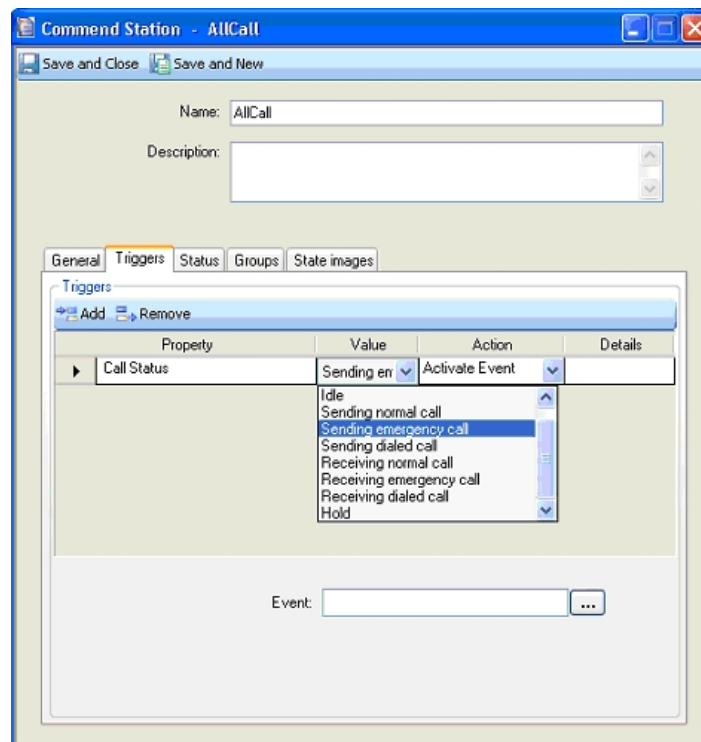 Commend Station - AllCall
Save and Close Save and New
Name: AllCall
Description:
General Triggers Status Groups State images
Triggers
Add Remove
Property Value Action Details
Call Status Sending em Activate Event
Idle
Sending normal call
Sending emergency call
Sending dialed call
Receiving normal call
Receiving emergency call
Receiving dialed call
Hold
Event: ...